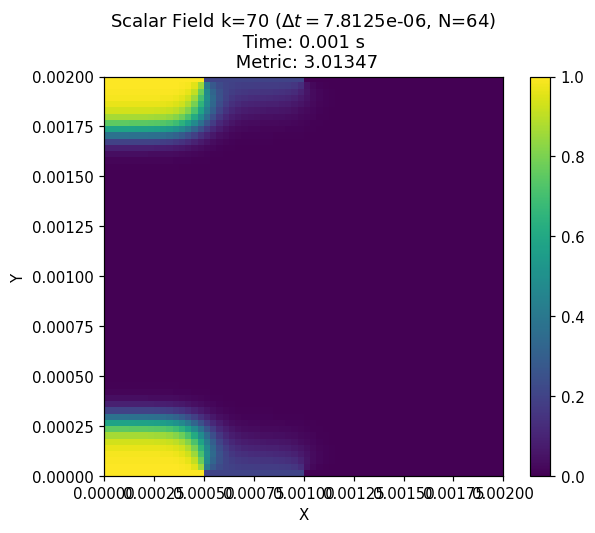 Scalar Field k=70 (Δt = 7.8125e-06, N=64)
Time: 0.001 s
Metric: 3.01347
0.00200
0.00175
0.00150
0.00125
0.00100
0.00075
0.00050
0.00025
0.00000
Y
0.00000 0.00025 0.00050 0.00075 0.00100 0.00125 0.00150 0.00175 0.00200
X
1.0
0.8
0.6
0.4
0.2
0.0